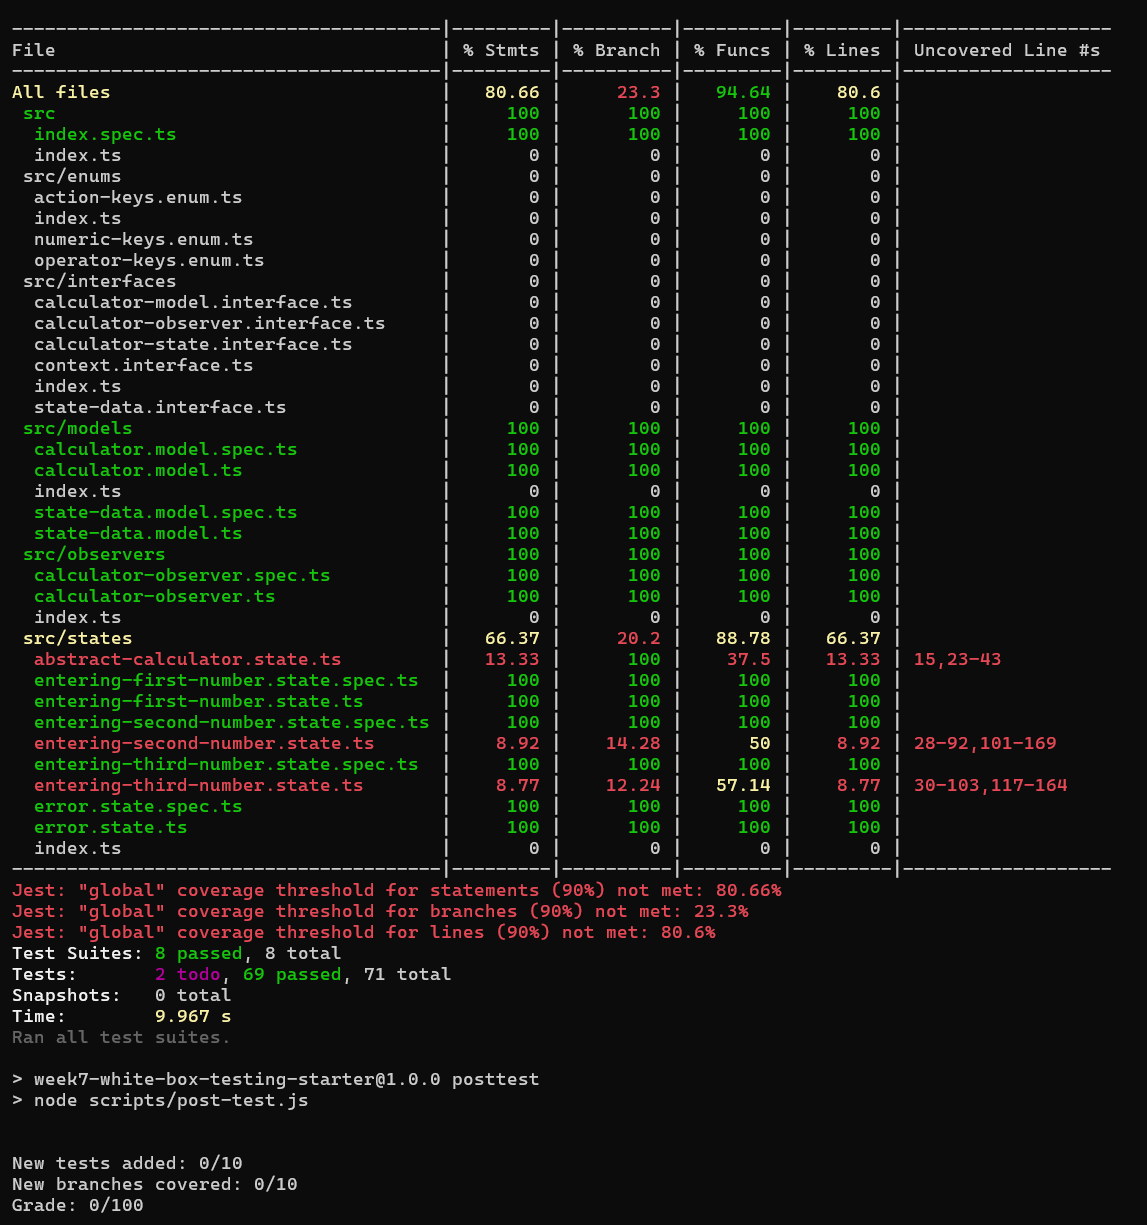 -----------------------------------------|---------|----------|---------|---------|-------------------
File                                     | % Stmts | % Branch | % Funcs | % Lines | Uncovered Line #s
-----------------------------------------|---------|----------|---------|---------|-------------------
All files                                |   80.66 |     23.3 |   94.64 |    80.6 |
 src                                     |     100 |      100 |     100 |     100 |
  index.spec.ts                          |     100 |      100 |     100 |     100 |
  index.ts                               |       0 |        0 |       0 |       0 |
 src/enums                               |       0 |        0 |       0 |       0 |
  action-keys.enum.ts                    |       0 |        0 |       0 |       0 |
  index.ts                               |       0 |        0 |       0 |       0 |
  numeric-keys.enum.ts                   |       0 |        0 |       0 |       0 |
  operator-keys.enum.ts                  |       0 |        0 |       0 |       0 |
 src/interfaces                          |       0 |        0 |       0 |       0 |
  calculator-model.interface.ts          |       0 |        0 |       0 |       0 |
  calculator-observer.interface.ts       |       0 |        0 |       0 |       0 |
  calculator-state.interface.ts          |       0 |        0 |       0 |       0 |
  context.interface.ts                   |       0 |        0 |       0 |       0 |
  index.ts                               |       0 |        0 |       0 |       0 |
  state-data.interface.ts                |       0 |        0 |       0 |       0 |
 src/models                              |     100 |      100 |     100 |     100 |
  calculator.model.spec.ts               |     100 |      100 |     100 |     100 |
  calculator.model.ts                    |     100 |      100 |     100 |     100 |
  index.ts                               |       0 |        0 |       0 |       0 |
  state-data.model.spec.ts               |     100 |      100 |     100 |     100 |
  state-data.model.ts                    |     100 |      100 |     100 |     100 |
 src/observers                           |     100 |      100 |     100 |     100 |
  calculator-observer.spec.ts            |     100 |      100 |     100 |     100 |
  calculator-observer.ts                 |     100 |      100 |     100 |     100 |
  index.ts                               |       0 |        0 |       0 |       0 |
 src/states                              |   66.37 |     20.2 |   88.78 |   66.37 |
  abstract-calculator.state.ts           |   13.33 |      100 |    37.5 |   13.33 | 15,23-43
  entering-first-number.state.spec.ts    |     100 |      100 |     100 |     100 |
  entering-first-number.state.ts         |     100 |      100 |     100 |     100 |
  entering-second-number.state.spec.ts   |     100 |      100 |     100 |     100 |
  entering-second-number.state.ts        |    8.92 |    14.28 |      50 |    8.92 | 28-92,101-169
  entering-third-number.state.spec.ts    |     100 |      100 |     100 |     100 |
  entering-third-number.state.ts         |    8.77 |    12.24 |   57.14 |    8.77 | 30-103,117-164
  error.state.spec.ts                    |     100 |      100 |     100 |     100 |
  error.state.ts                         |     100 |      100 |     100 |     100 |
  index.ts                               |       0 |        0 |       0 |       0 |
-----------------------------------------|---------|----------|---------|---------|-------------------
Jest: "global" coverage threshold for statements (90%) not met: 80.66%
Jest: "global" coverage threshold for branches (90%) not met: 23.3%
Jest: "global" coverage threshold for lines (90%) not met: 80.6%
Test Suites: 8 passed, 8 total
Tests:       2 todo, 69 passed, 71 total
Snapshots:   0 total
Time:        9.967 s
Ran all test suites.
> week7-white-box-testing-starter@1.0.0 posttest
> node scripts/post-test.js
New tests added: 0/10
New branches covered: 0/10
Grade: 0/100